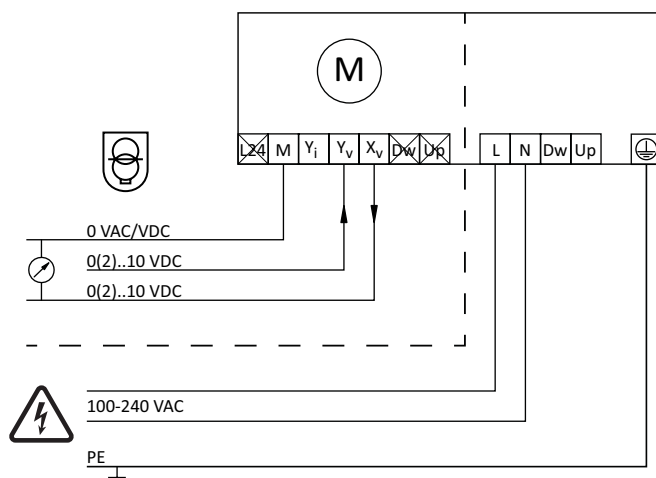 M
L24 M Yi Yv Xv Dw Up L N Dw Up
0 VAC/VDC
0(2)..10 VDC
0(2)..10 VDC
100-240 VAC
PE